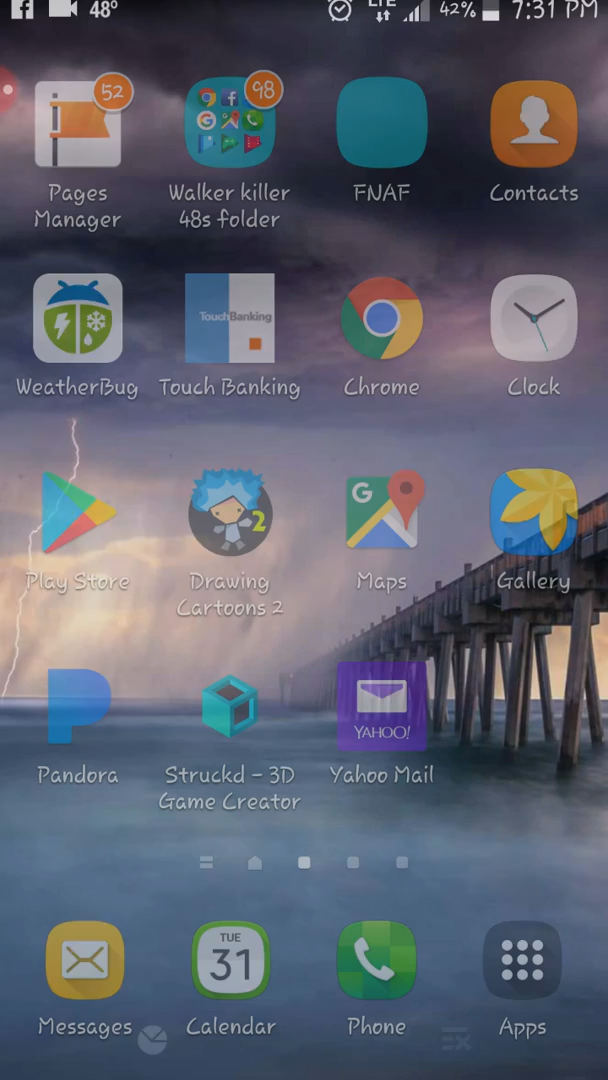 48°
LTE
42%
7:31 PM
52
98
Pages
Manager
Walker killer
48s folder
FNAF
Contacts
TouchBanking
WeatherBug
Touch Banking
Chrome
Clock
2
G
Play Store
Drawing
Cartoons 2
Maps
Gallery
YAHOO!
Pandora
Struckd - 3D
Game Creator
Yahoo Mail
TUE
31
Messages
Calendar
Phone
Apps